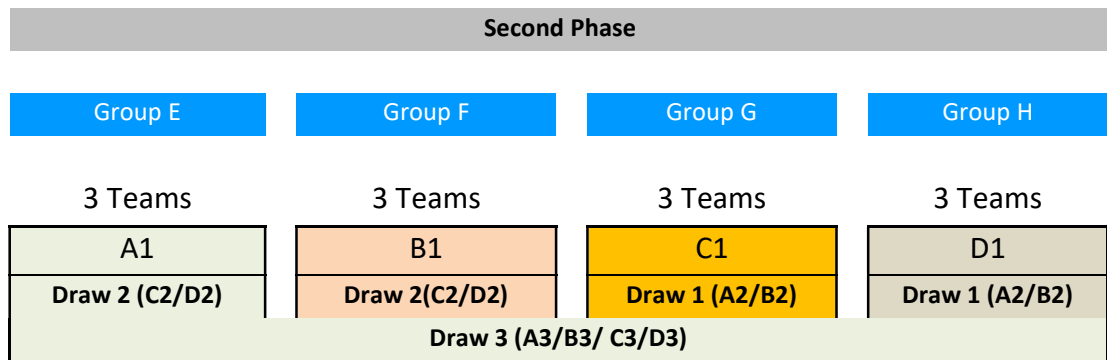 Second Phase
Group E Group F Group G Group H
3 Teams 3 Teams 3 Teams 3 Teams
A1 B1 C1 D1
Draw 2 (C2/D2) Draw 2(C2/D2) Draw 1 (A2/B2) Draw 1 (A2/B2)
Draw 3 (A3/B3/ C3/D3)